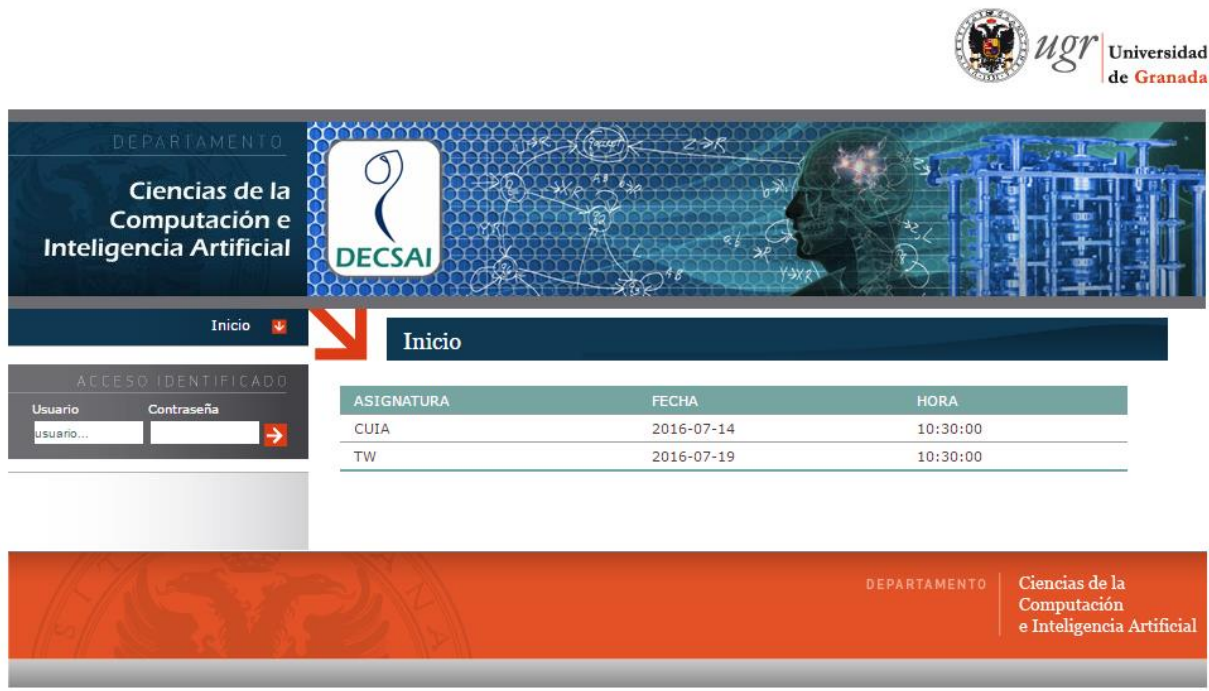 ugr
Universidad
de Granada
DEPARTAMENTO
Ciencias de la
Computación e
Inteligencia Artificial
DECSAI
Inicio
Inicio
ACCESO IDENTIFICADO
Usuario Contraseña
usuario...
ASIGNATURA FECHA HORA
CUIA 2016-07-14 10:30:00
TW 2016-07-19 10:30:00
DEPARTAMENTO
Ciencias de la
Computación
e Inteligencia Artificial